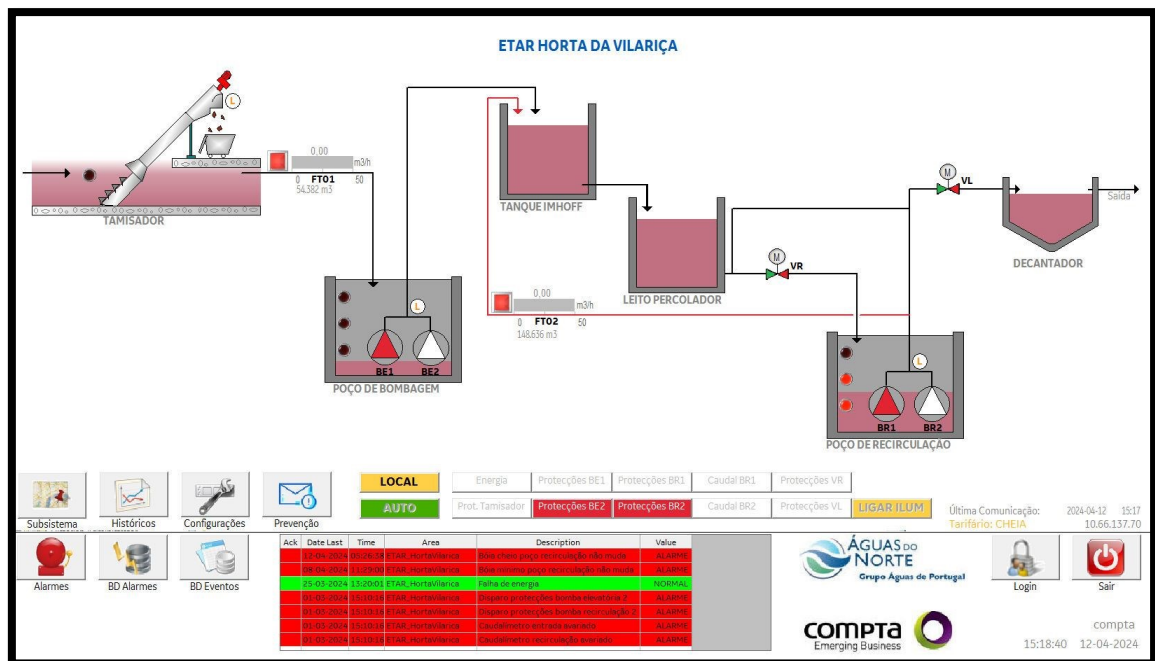 ETAR HORTA DA VILARIÇA
L
0,00
m3/h
0 FT01 50
54.382 m3
TAMISADOR
TANQUE IMHOFF
M
VL
Saída
DECANTADOR
M
VR
LEITO PERCOLADOR
0,00
m3/h
0 FT02 50
148.636 m3
L
BE1 BE2
POÇO DE BOMBAGEM
L
BR1 BR2
POÇO DE RECIRCULAÇÃO
LOCAL Energia Protecções BE1 Protecções BR1 Caudal BR1 Protecções VR
AUTO Prot. Tamisador Protecções BE2 Protecções BR2 Caudal BR2 Protecções VL LIGAR ILUM
Subsistema Históricos Configurações Prevenção
Última Comunicação: 2024-04-12 15:17
Tarifário: CHEIA 10.66.137.70
Alarmes BD Alarmes BD Eventos
Ack Date Last Time Area Description Value
12-04-2024 05:26:38 ETAR_HortaVilarica Bóia cheio poço recirculação não muda ALARME
08-04-2024 11:29:00 ETAR_HortaVilarica Bóia mínimo poço recirculação não muda ALARME
25-03-2024 13:20:01 ETAR_HortaVilarica Falha de energia NORMAL
01-03-2024 15:10:16 ETAR_HortaVilarica Disparo protecções bomba elevatória 2 ALARME
01-03-2024 15:10:16 ETAR_HortaVilarica Disparo protecções bomba recirculação 2 ALARME
01-03-2024 15:10:16 ETAR_HortaVilarica Caudalímetro entrada avariado ALARME
01-03-2024 15:10:16 ETAR_HortaVilarica Caudalímetro recirculação avariado ALARME
ÁGUAS DO
NORTE
Grupo Águas de Portugal
Login Sair
compta
Emerging Business
compta
15:18:40 12-04-2024